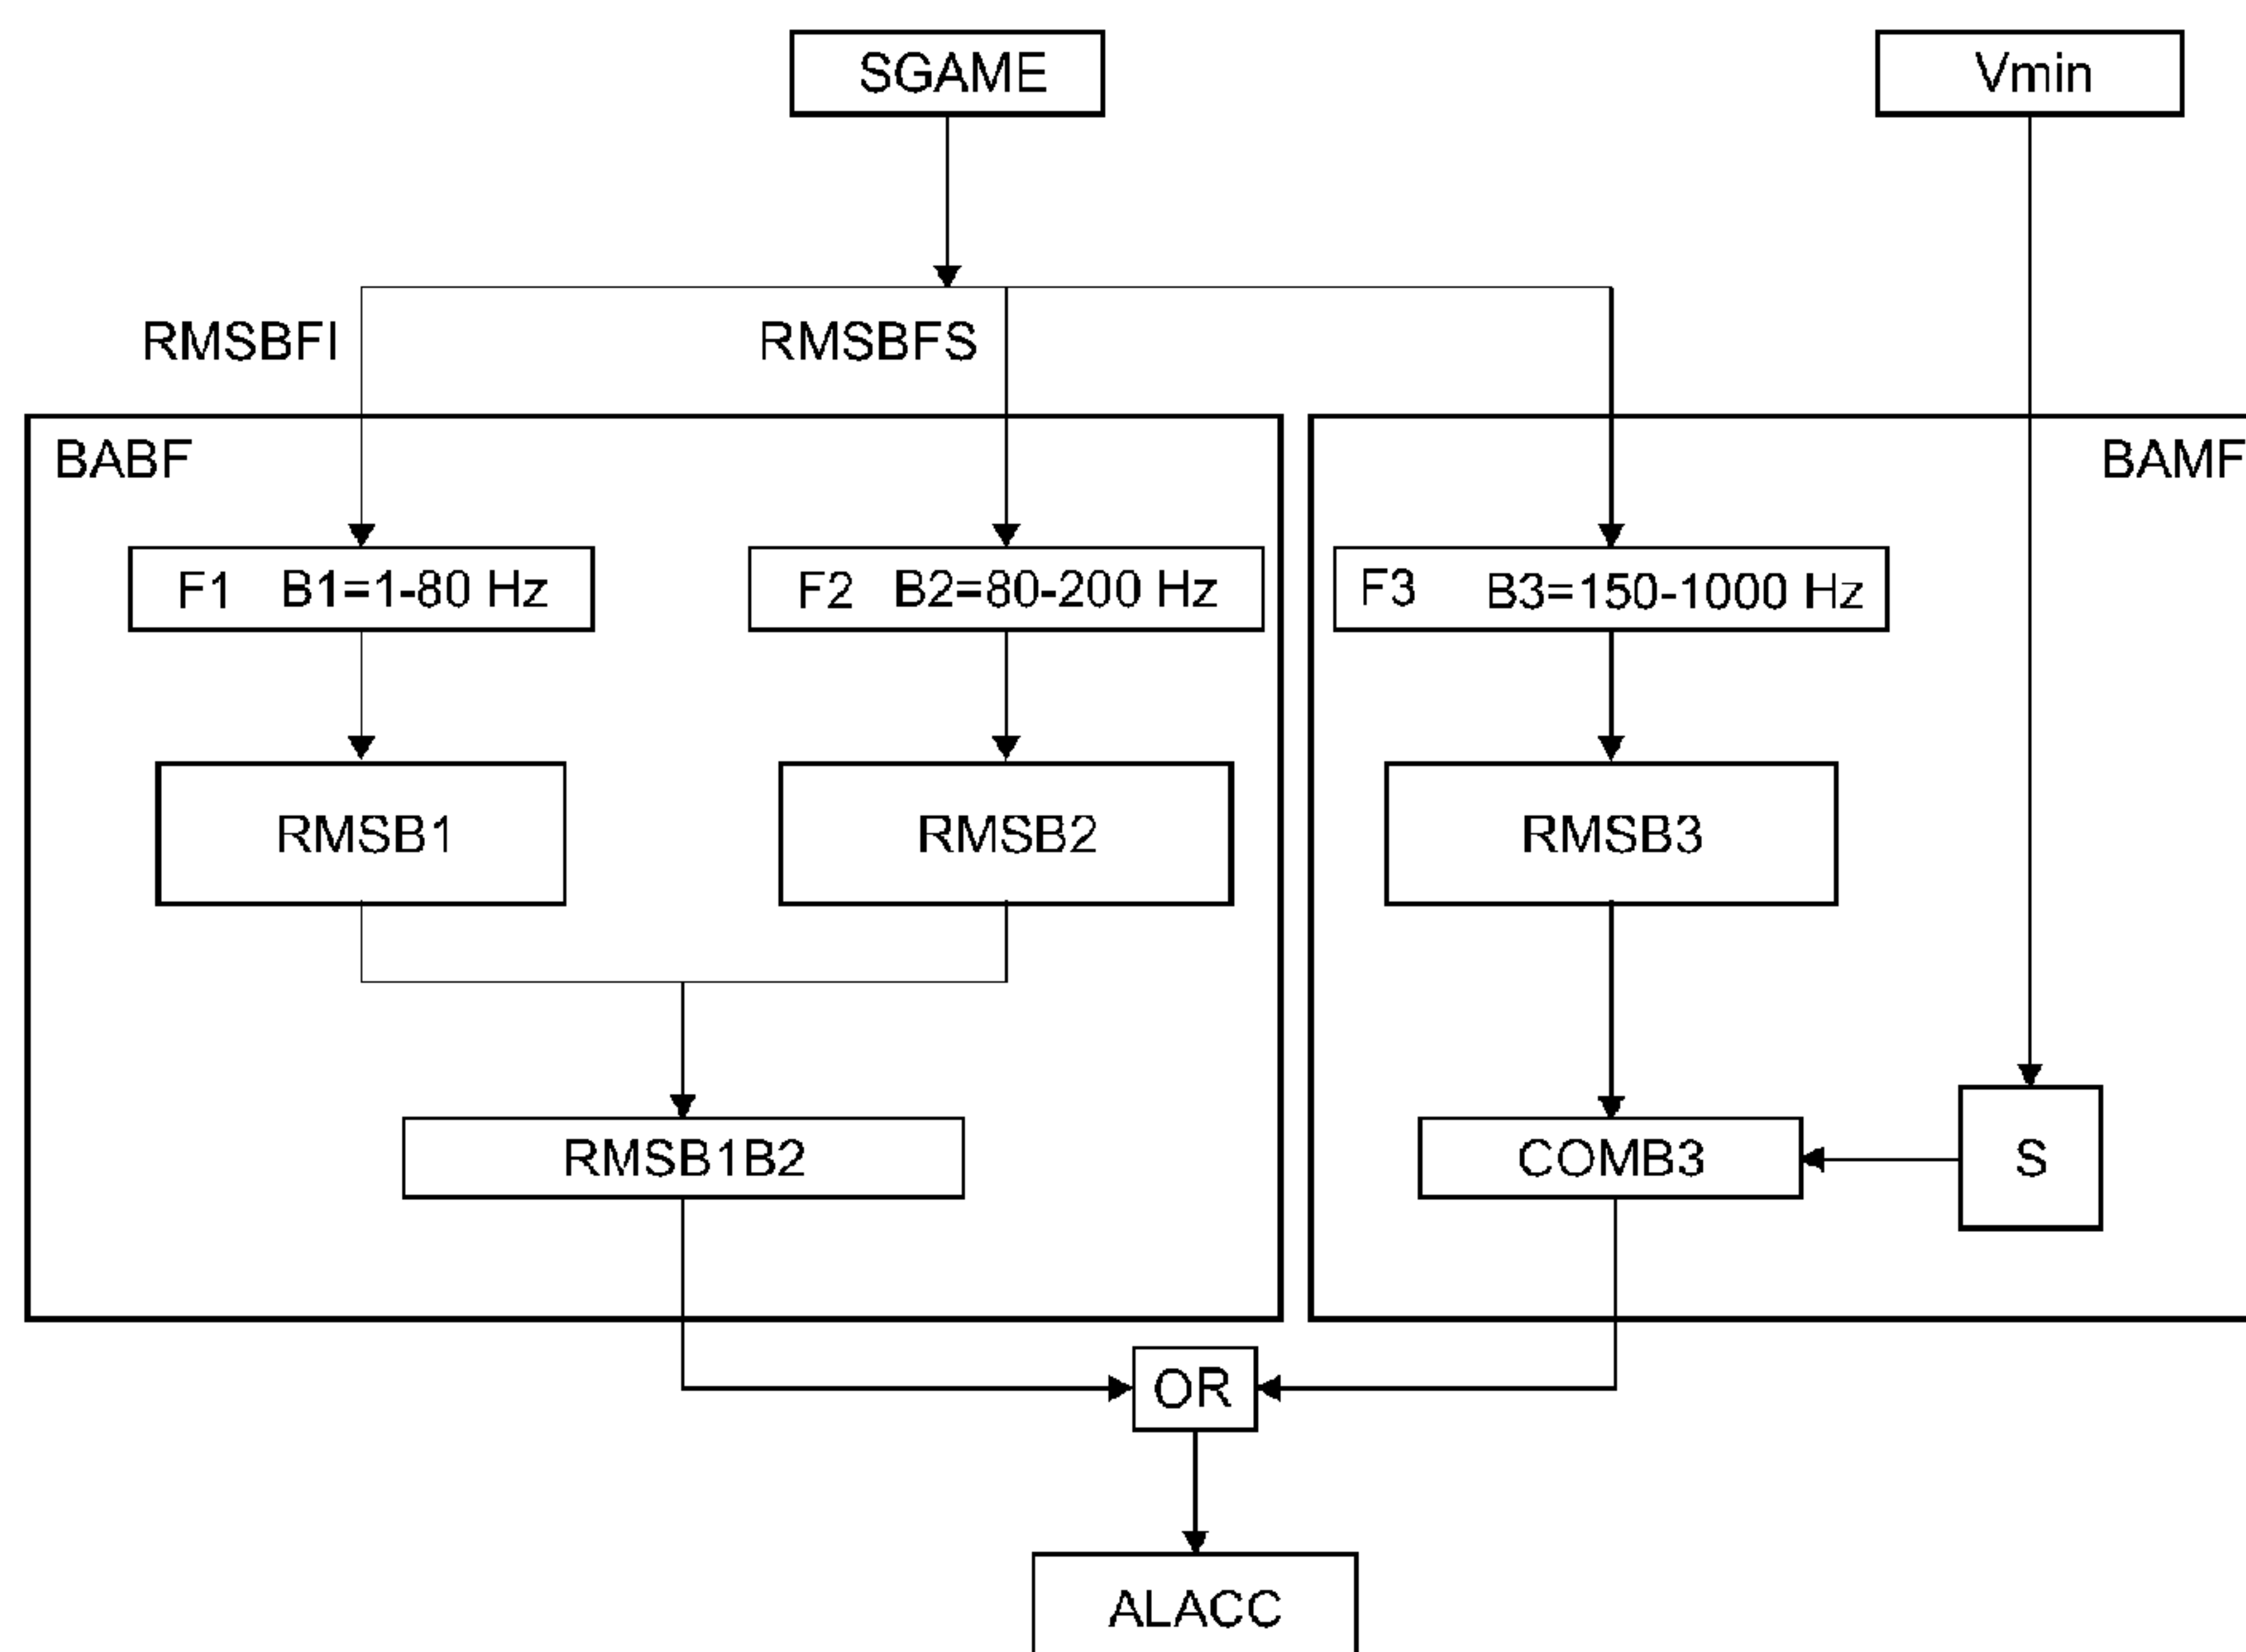 SGAME
Vmin
RMSBFI
RMSBFS
BABF
BAMF
F1 B1=1-80 Hz
F2 B2=80-200 Hz
F3 B3=150-1000 Hz
RMSB1
RMSB2
RMSB3
RMSB1B2
COMB3
S
OR
ALACC